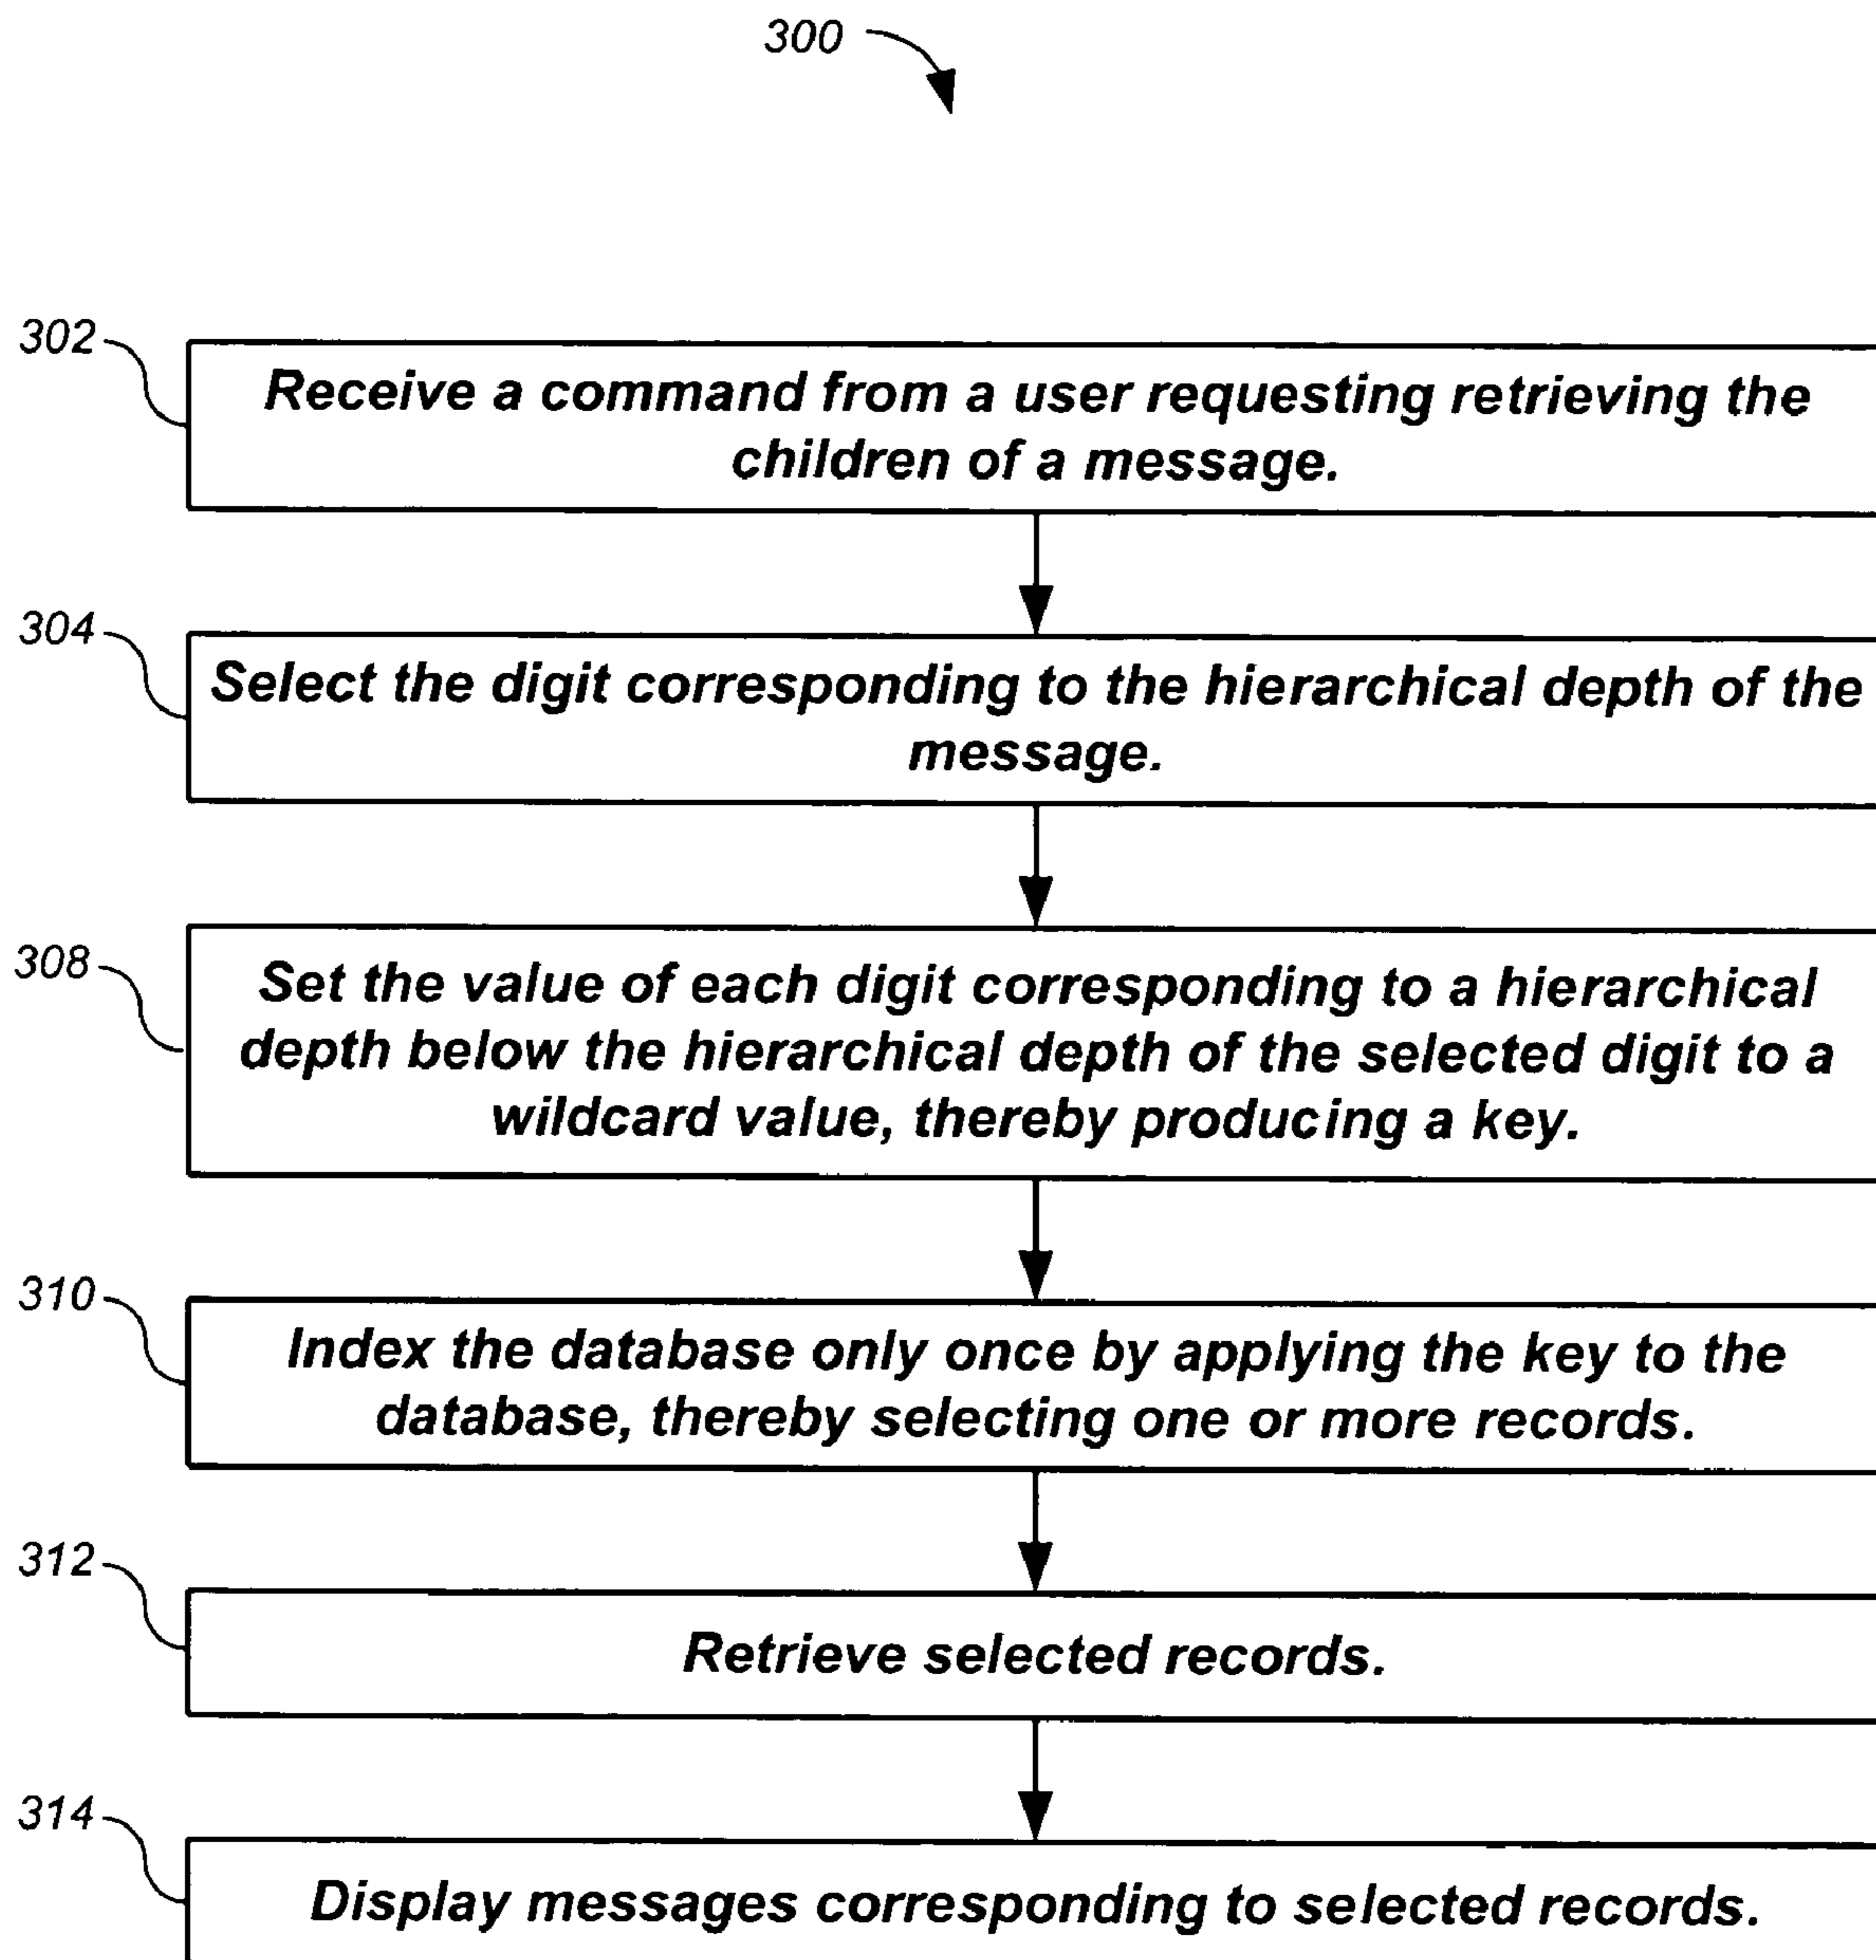 300
302
Receive a command from a user requesting retrieving the
children of a message.
304
Select the digit corresponding to the hierarchical depth of the
message.
308
Set the value of each digit corresponding to a hierarchical
depth below the hierarchical depth of the selected digit to a
wildcard value, thereby producing a key.
310
Index the database only once by applying the key to the
database, thereby selecting one or more records.
312
Retrieve selected records.
314
Display messages corresponding to selected records.